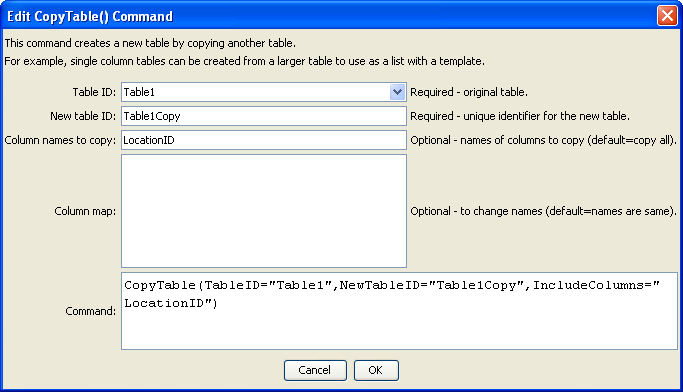 Edit CopyTable() Command
This command creates a new table by copying another table.
For example, single column tables can be created from a larger table to use as a list with a template.
Table ID: Table1 Required - original table.
New table ID: Table1Copy Required - unique identifier for the new table.
Column names to copy: LocationID Optional - names of columns to copy (default=copy all).
Column map: Optional - to change names (default=names are same).
Command: CopyTable(TableID="Table1",NewTableID="Table1Copy",IncludeColumns="
LocationID")
Cancel OK